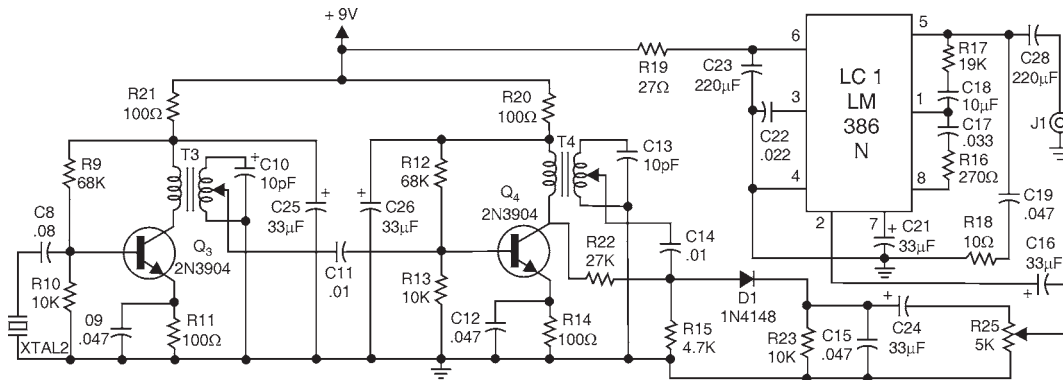 + 9V
R21
100Ω
R20
100Ω
R19
27Ω
C23
220μF
6
5
R17
19K
C28
220μF
C18
10μF
LC 1
LM
386
N
3
1
C22
.022
C17
.033
J1
R16
270Ω
4
8
2
7
C21
+
33μF
R18
10Ω
C19
.047
C16
33μF
+
R9
68K
T3
+
C10
10pF
+
C25
33μF
+
C26
33μF
R12
68K
T4
C13
10pF
C8
.08
Q3
2N3904
Q4
2N3904
R22
27K
C14
.01
C11
.01
R10
10K
R13
10K
D1
1N4148
XTAL2
09
.047
R11
100Ω
C12
.047
R14
100Ω
R15
4.7K
R23
10K
C15
.047
+
C24
33μF
R25
5K